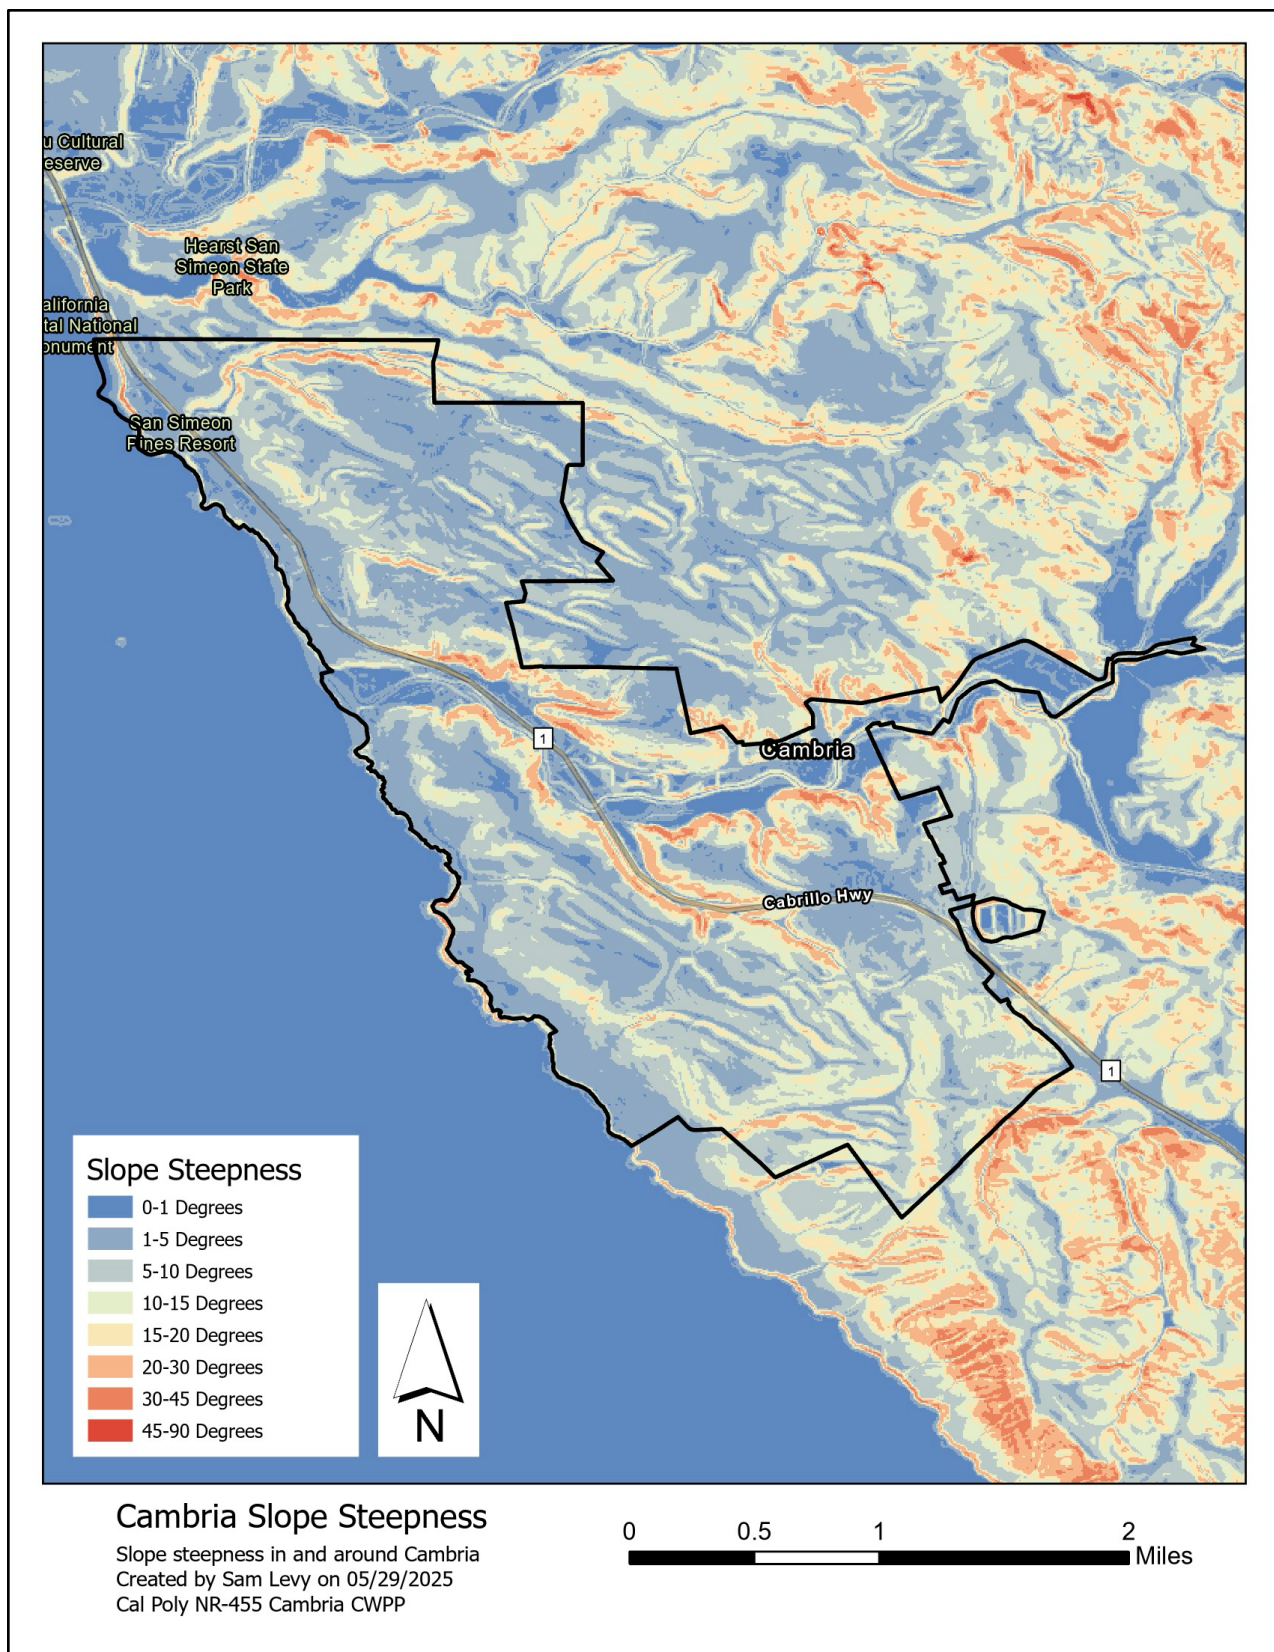 u Cultural
eserve
Hearst San
Simeon State
Park
alifornia
tal National
onument
San Simeon
Pines Resort
1
Cambria
Cabrillo Hwy
1
Slope Steepness
0-1 Degrees
1-5 Degrees
5-10 Degrees
10-15 Degrees
15-20 Degrees
20-30 Degrees
30-45 Degrees
45-90 Degrees
N
Cambria Slope Steepness
Slope steepness in and around Cambria
Created by Sam Levy on 05/29/2025
Cal Poly NR-455 Cambria CWPP
0 0.5 1 2
Miles